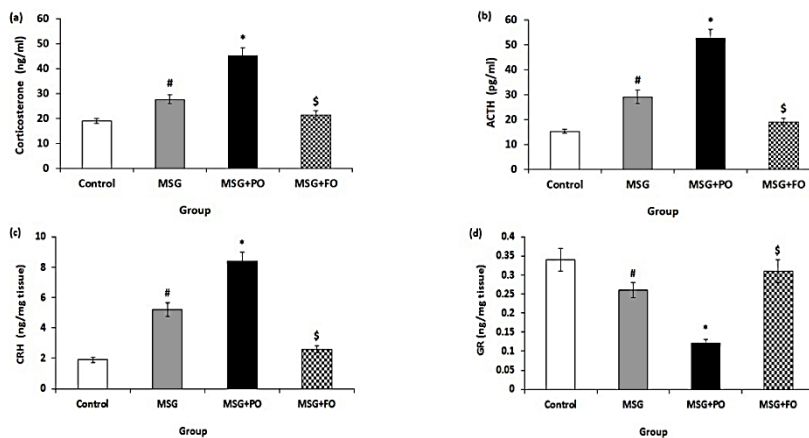 (a)
Corticosterone (ng/ml)
60
50
40
30
20
10
0
#
*
$
Control MSG MSG+PO MSG+FO
Group
(b)
ACTH (pg/ml)
60
50
40
30
20
10
0
#
*
$
Control MSG MSG+PO MSG+FO
Group
(c)
CRH (ng/mg tissue)
10
8
6
4
2
0
#
*
$
Control MSG MSG+PO MSG+FO
Group
(d)
GR (ng/mg tissue)
0.4
0.35
0.3
0.25
0.2
0.15
0.1
0.05
0
#
*
$
Control MSG MSG+PO MSG+FO
Group